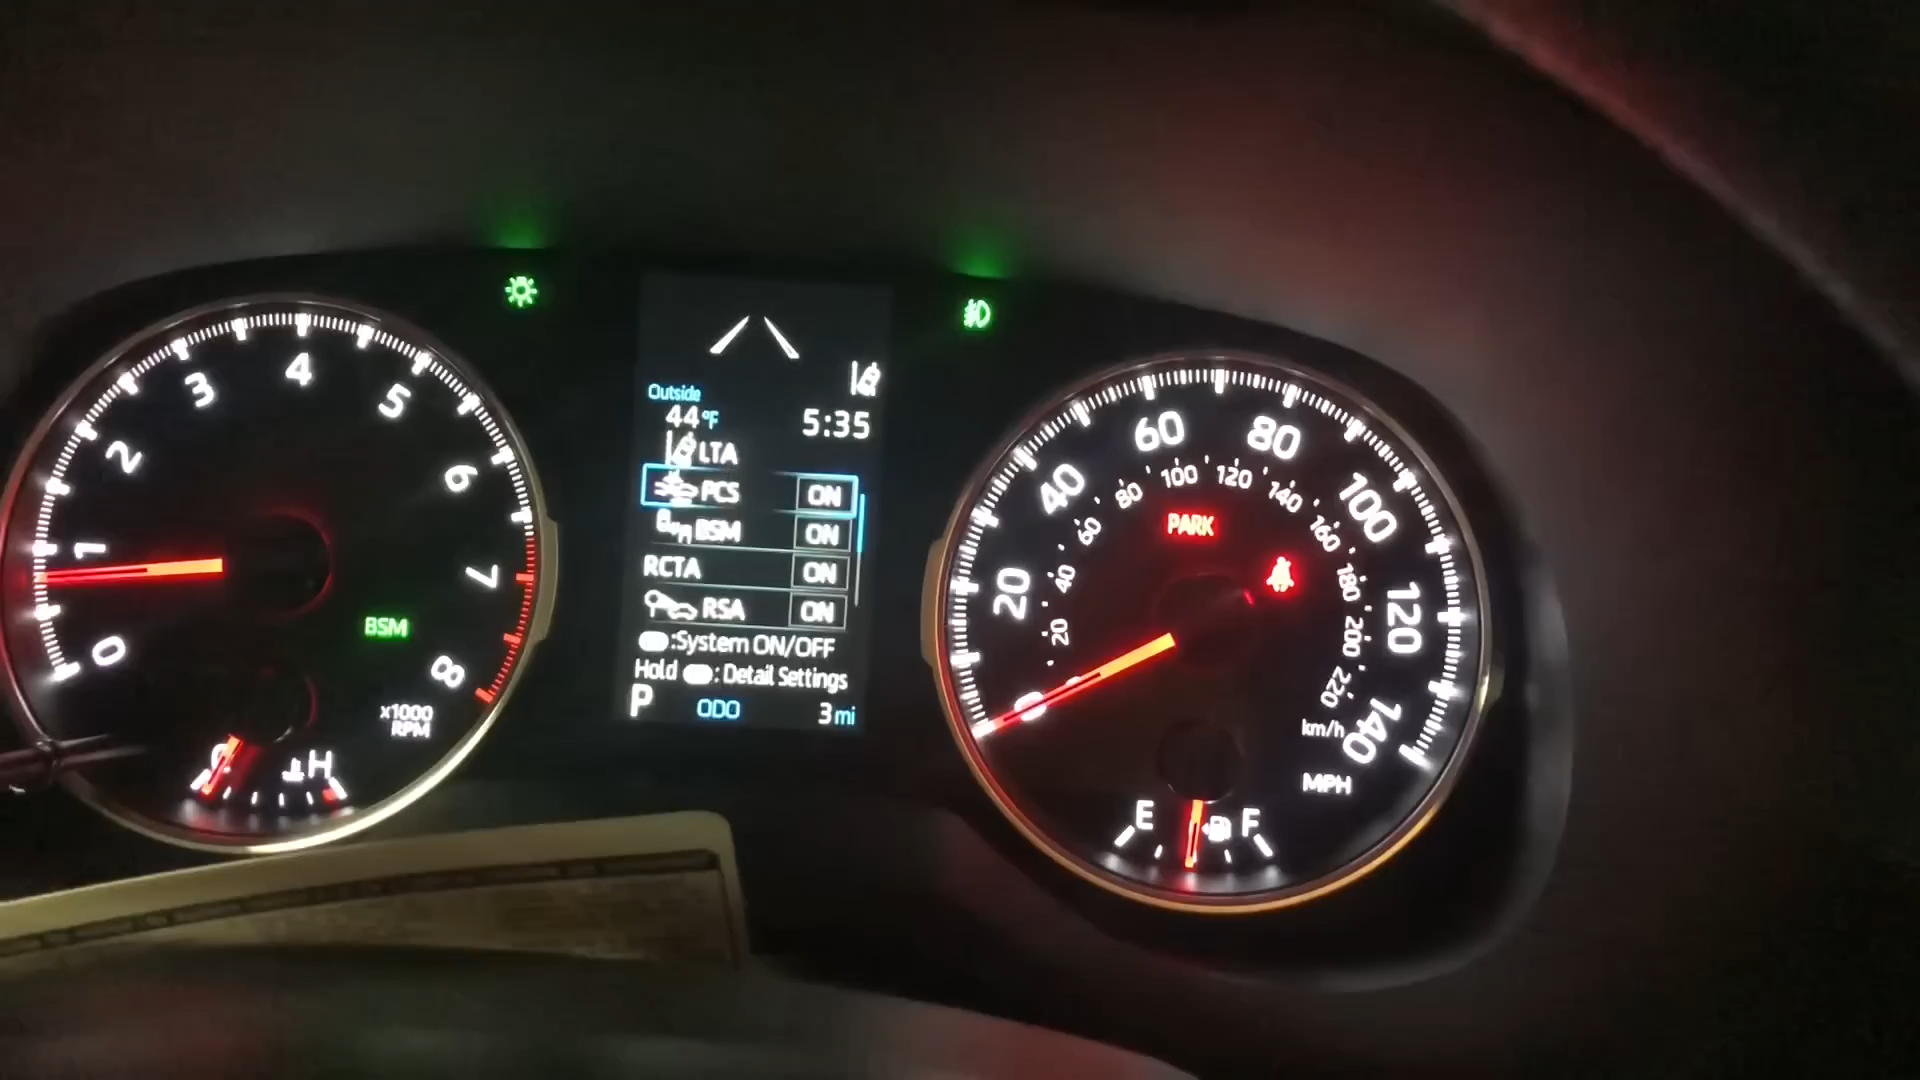 0
1
2
3
4
5
6
7
8
BSM
x1000
RPM
H
Outside
44°F
5:35
LTA
PCS ON
BSM ON
RCTA ON
RSA ON
:System ON/OFF
Hold : Detail Settings
P ODO 3 mi
0
20
40
60
80
100
120
140
20
40
60
80
100
120
140
160
180
200
220
km/h
MPH
PARK
E
F